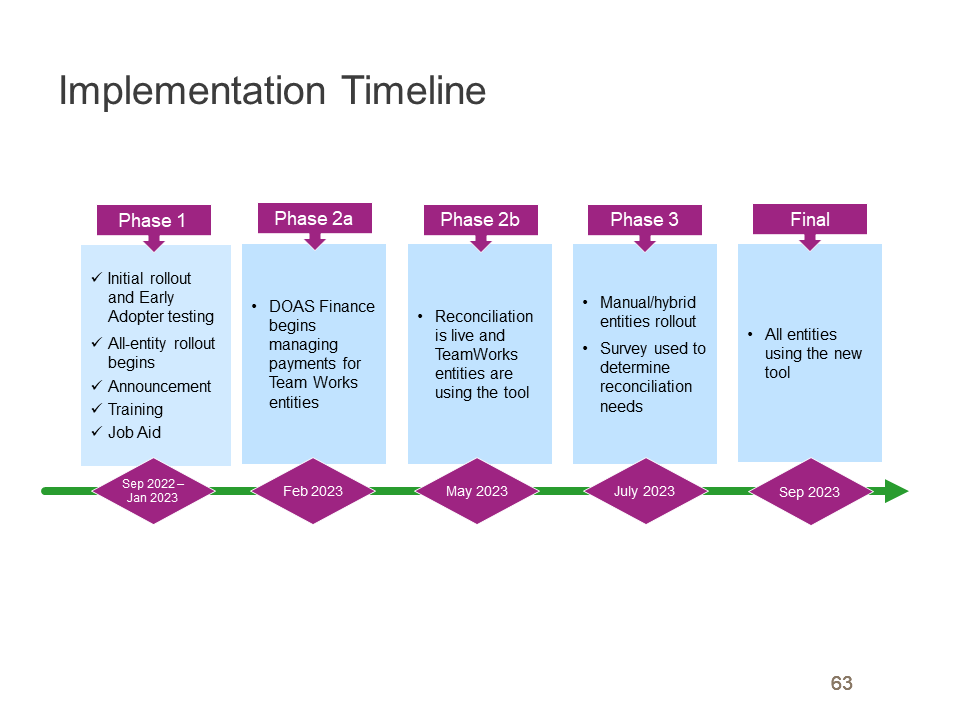 Implementation Timeline
Phase 1
✓ Initial rollout
and Early
Adopter testing
✓ All-entity rollout
begins
✓ Announcement
✓ Training
✓ Job Aid
Sep 2022 –
Jan 2023
Phase 2a
• DOAS Finance
begins
managing
payments for
Team Works
entities
Feb 2023
Phase 2b
• Reconciliation
is live and
TeamWorks
entities are
using the tool
May 2023
Phase 3
• Manual/hybrid
entities rollout
• Survey used to
determine
reconciliation
needs
July 2023
Final
• All entities
using the new
tool
Sep 2023
63